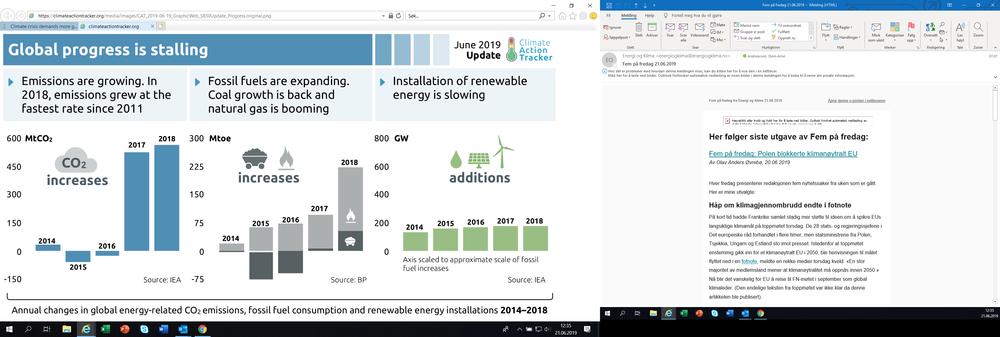 https://climateactiontracker.org/media/images/CAT_2019-06-19_GraphicWeb_SB50Update_Progress.original.png
Søk...
Climate crisis demands more g...
climateactiontracker.org
Global progress is stalling
June 2019
Update
Climate
Action
Tracker
Emissions are growing. In
2018, emissions grew at the
fastest rate since 2011
Fossil fuels are expanding.
Coal growth is back and
natural gas is booming
Installation of renewable
energy is slowing
600 MtCO2
450
300
150
0
-150
CO2
increases
2014
2015
2016
2017
2018
Source: IEA
300 Mtoe
225
150
75
0
-75
increases
2014
2015
2016
2017
2018
Source: BP
800 GW
600
400
200
0
additions
2014
2015
2016
2017
2018
Axis scaled to approximate scale of fossil
fuel increases
Source: IEA
Annual changes in global energy-related CO2 emissions, fossil fuel consumption and renewable energy installations 2014–2018
12:35
21.06.2019
Fem på fredag 21.06.2019 - Melding (HTML)
Fil Melding Hjelp Fortell meg hva du vil gjøre
Ignorer
Søppelpost
Slett
Arkiver
Slett
Svar
Svar
alle
Videresend
Møte
IM
Mer
Svar
Marint vern
Gruppe-e-post
Svar og slett
Til overordnet
Fullført
Opprett ny
Hurtigtrinn
Flytt
Regler
Handlinger
Flytt
Merk
som ulest
Kategoriser
Følg
opp
Merker
Oversett
Redigering
Les
høyt
Tale
Zoom
Zoom
EO
Energi og Klima <energiogklima@energiogklima.no>
Andreassen, Stein-Arne
07:07
Fem på fredag 21.06.2019
Hvis det er problemer med hvordan denne meldingen vises, kan du klikke her for å vise den i en nettleser.
Klikk her for å laste ned bilder. Outlook forhindrer automatisk nedlasting av noen bilder i denne meldingen for å bidra til å verne din private informasjon.
Fem på fredag fra Energi og Klima 21.06.2019
Åpne denne e-posten i nettleseren
Høyreklikk eller trykk og hold her for å laste ned bilder. Outlook hindret automatisk nedlasting av
Her følger siste utgave av Fem på fredag:
Fem på fredag: Polen blokkerte klimanøytralt EU
Av Olav Anders Øvrebø, 20.06.2019
Hver fredag presenterer redaksjonen fem nyhetssaker fra uken som er gått.
Her er mine utvalgte:
Håp om klimagjennombrudd endte i fotnote
På kort tid hadde Frankrike samlet stadig mer støtte til ideen om å spikre EUs
langsiktige klimamål på toppmøtet torsdag. De 28 stats- og regjeringssjefene i
Det europeiske råd forhandlet i flere timer, men statsministrene fra Polen,
Tsjekkia, Ungarn og Estland sto imot presset. Istedenfor at toppmøtet
enstemmig gikk inn for et klimanøytralt EU i 2050, ble henvisningen til målet
flyttet ned i en fotnote, meldte en rekke medier torsdag kveld: «En stor
majoritet av medlemsland mener at klimanøytralitet må oppnås innen 2050.»
Nå blir det vanskelig for EU å reise til FN-møtet i september som global
klimaleder. (Den endelige teksten fra toppmøtet var ikke klar da denne
artikkelen ble publisert).
12:35
21.06.2019